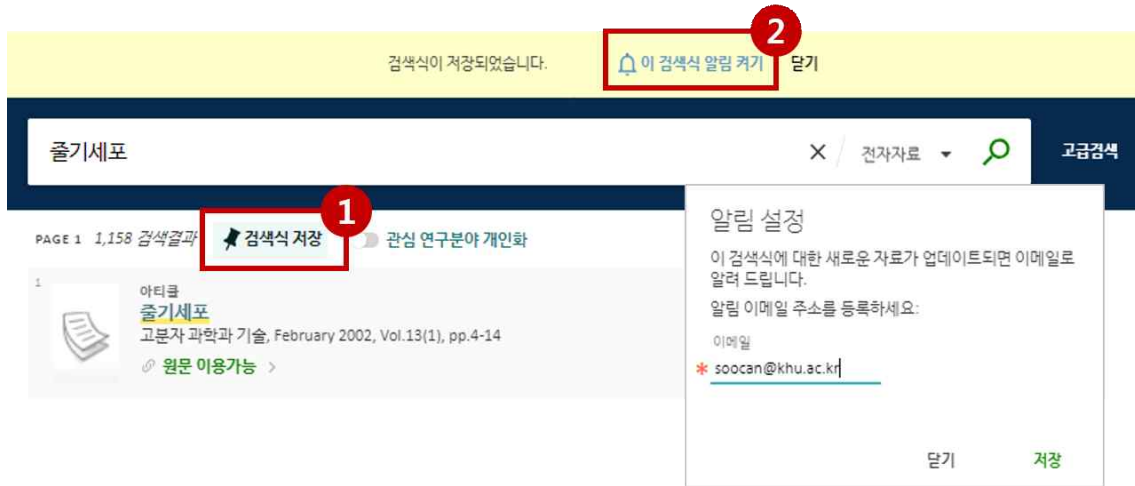 2
검색식이 저장되었습니다. 이 검색식 알림 켜기 닫기
줄기세포 전자자료 고급검색
1
PAGE 1 1,158 검색결과 검색식 저장 관심 연구분야 개인화
1
아티클
줄기세포
고분자 과학과 기술, February 2002, Vol.13(1), pp.4-14
원문 이용가능
알림 설정
이 검색식에 대한 새로운 자료가 업데이트되면 이메일로
알려 드립니다.
알림 이메일 주소를 등록하세요:
이메일
* soocan@khu.ac.kr
닫기 저장